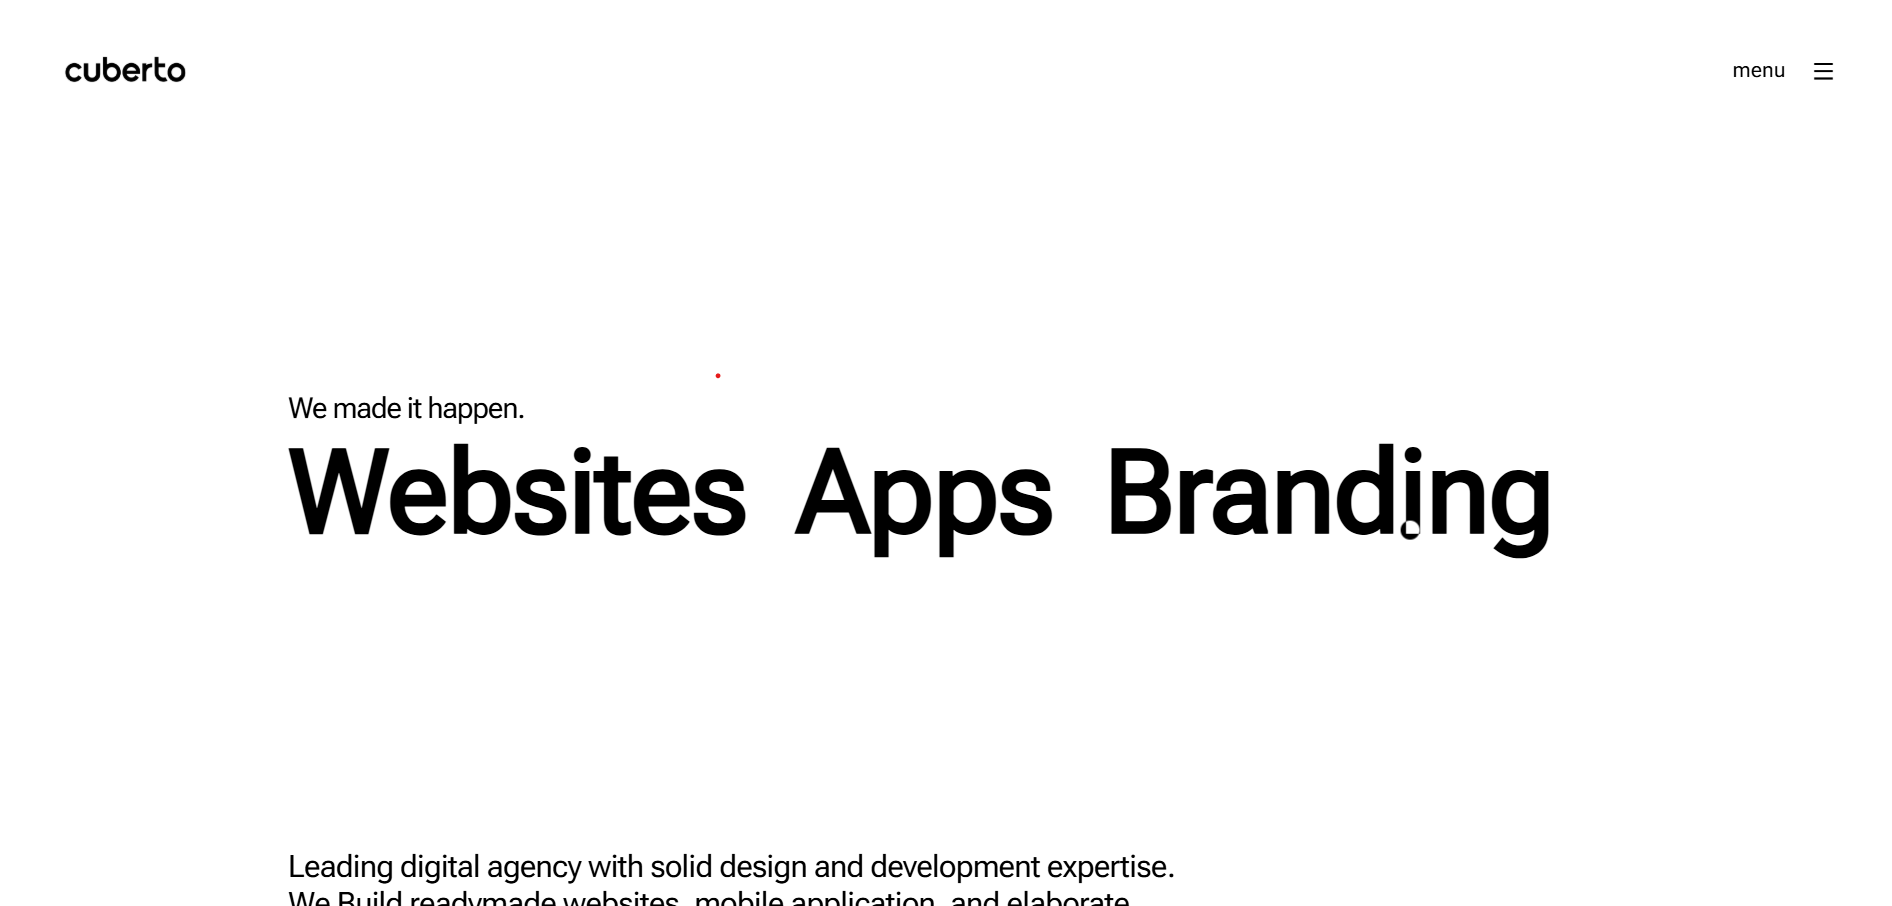 cuberto
menu
We made it happen.
Websites Apps Branding
Leading digital agency with solid design and development expertise.
We Build readymade websites, mobile application, and elaborate